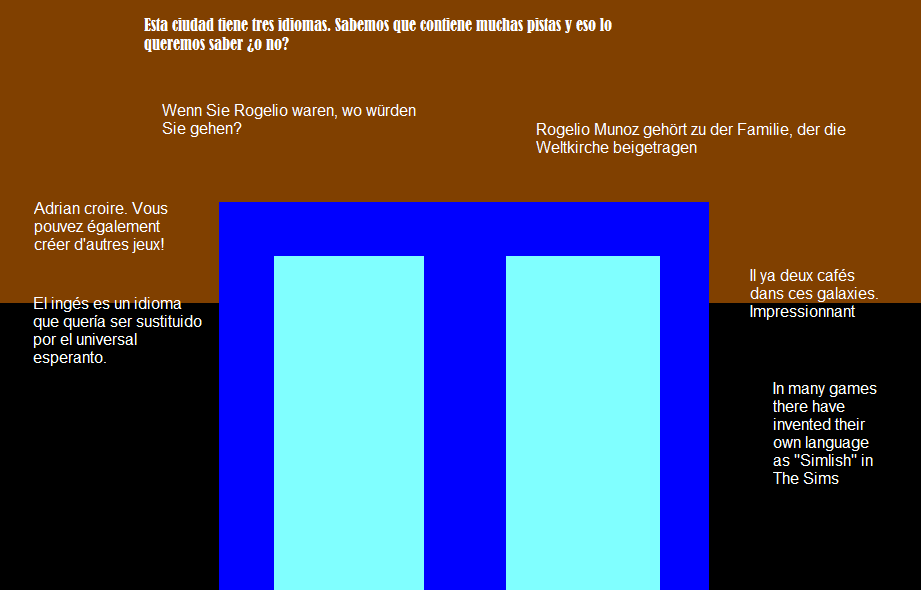 Esta ciudad tiene tres idiomas. Sabemos que contiene muchas pistas y eso lo
queremos saber ¿o no?
Wenn Sie Rogelio waren, wo würden
Sie gehen?
Rogelio Munoz gehört zu der Familie, der die
Weltkirche beigetragen
Adrian croire. Vous
pouvez également
créer d'autres jeux!
El ingés es un idioma
que quería ser sustituido
por el universal
esperanto.
Il ya deux cafés
dans ces galaxies.
Impressionnant
In many games
there have
invented their
own language
as "Simlish" in
The Sims